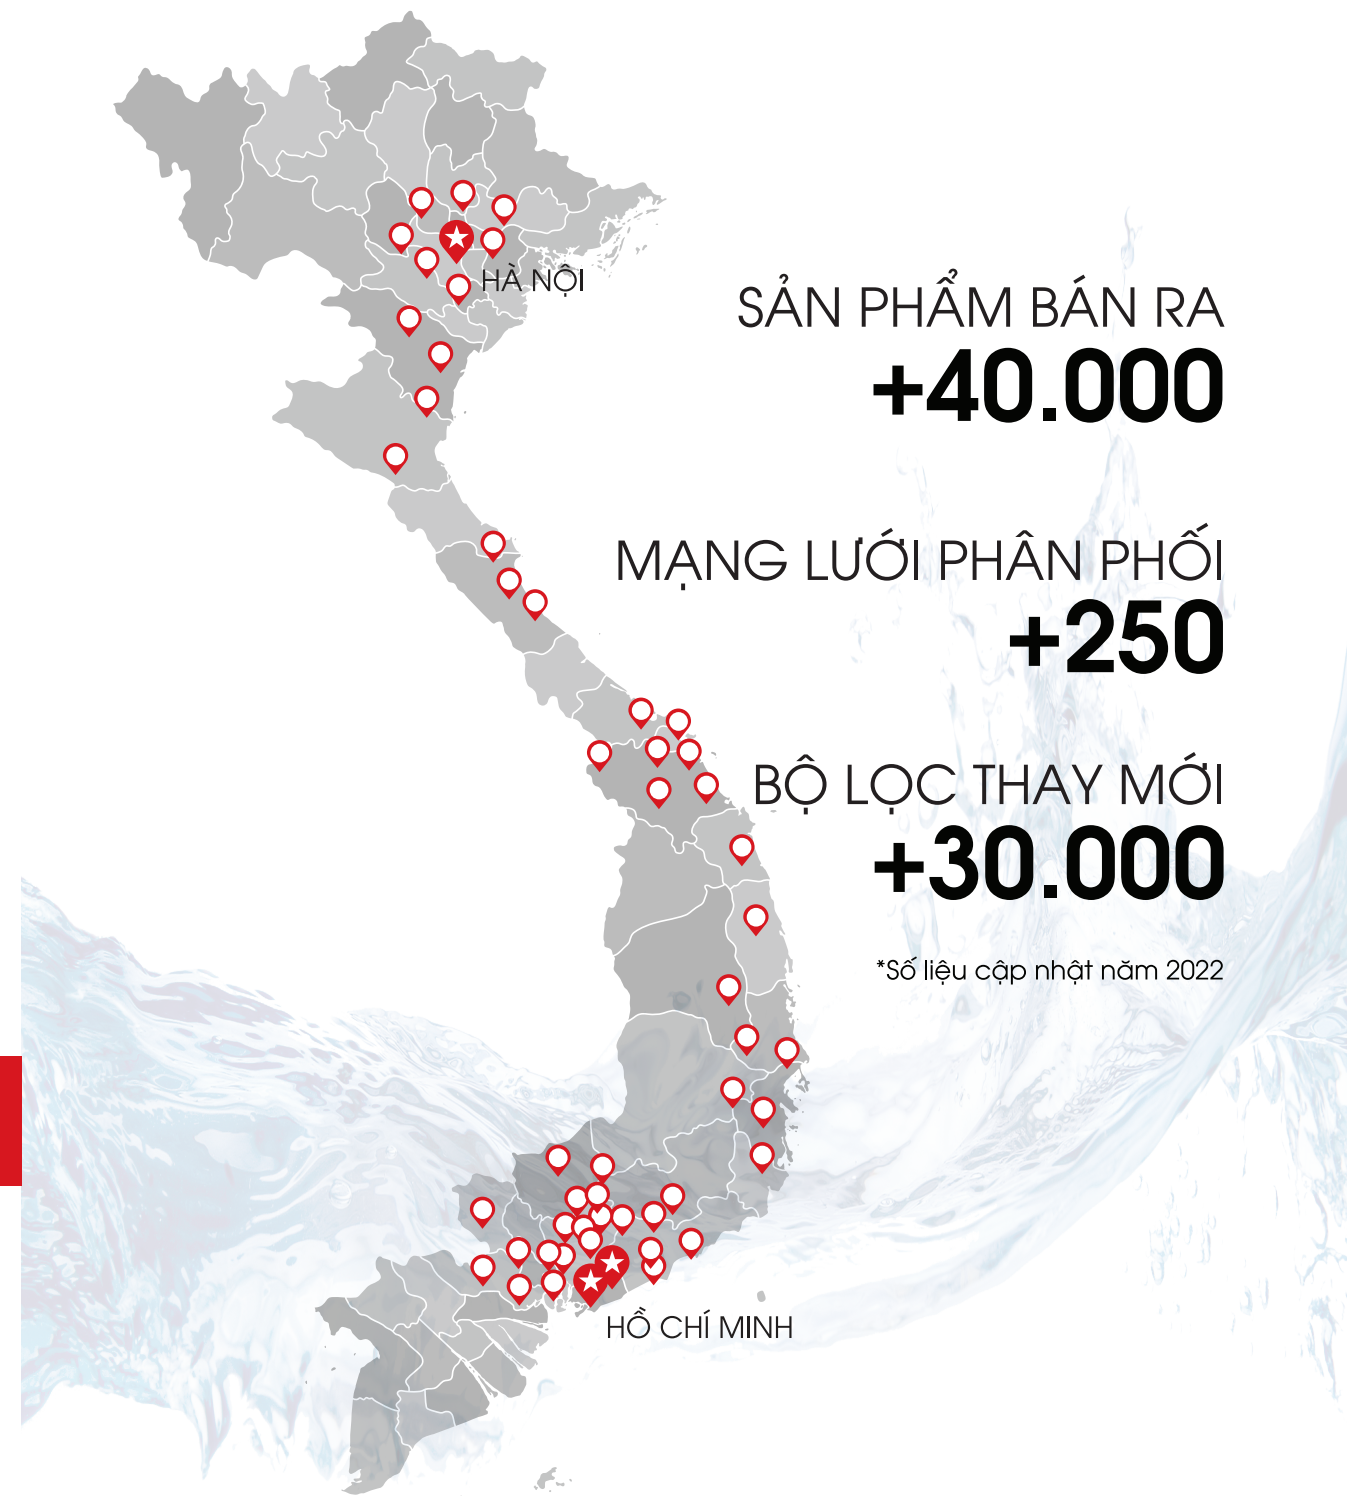 HÀ NỘI
SẢN PHẨM BÁN RA
+40.000
MẠNG LƯỚI PHÂN PHỐI
+250
BỘ LỌC THAY MỚI
+30.000
*Số liệu cập nhật năm 2022
HỒ CHÍ MINH